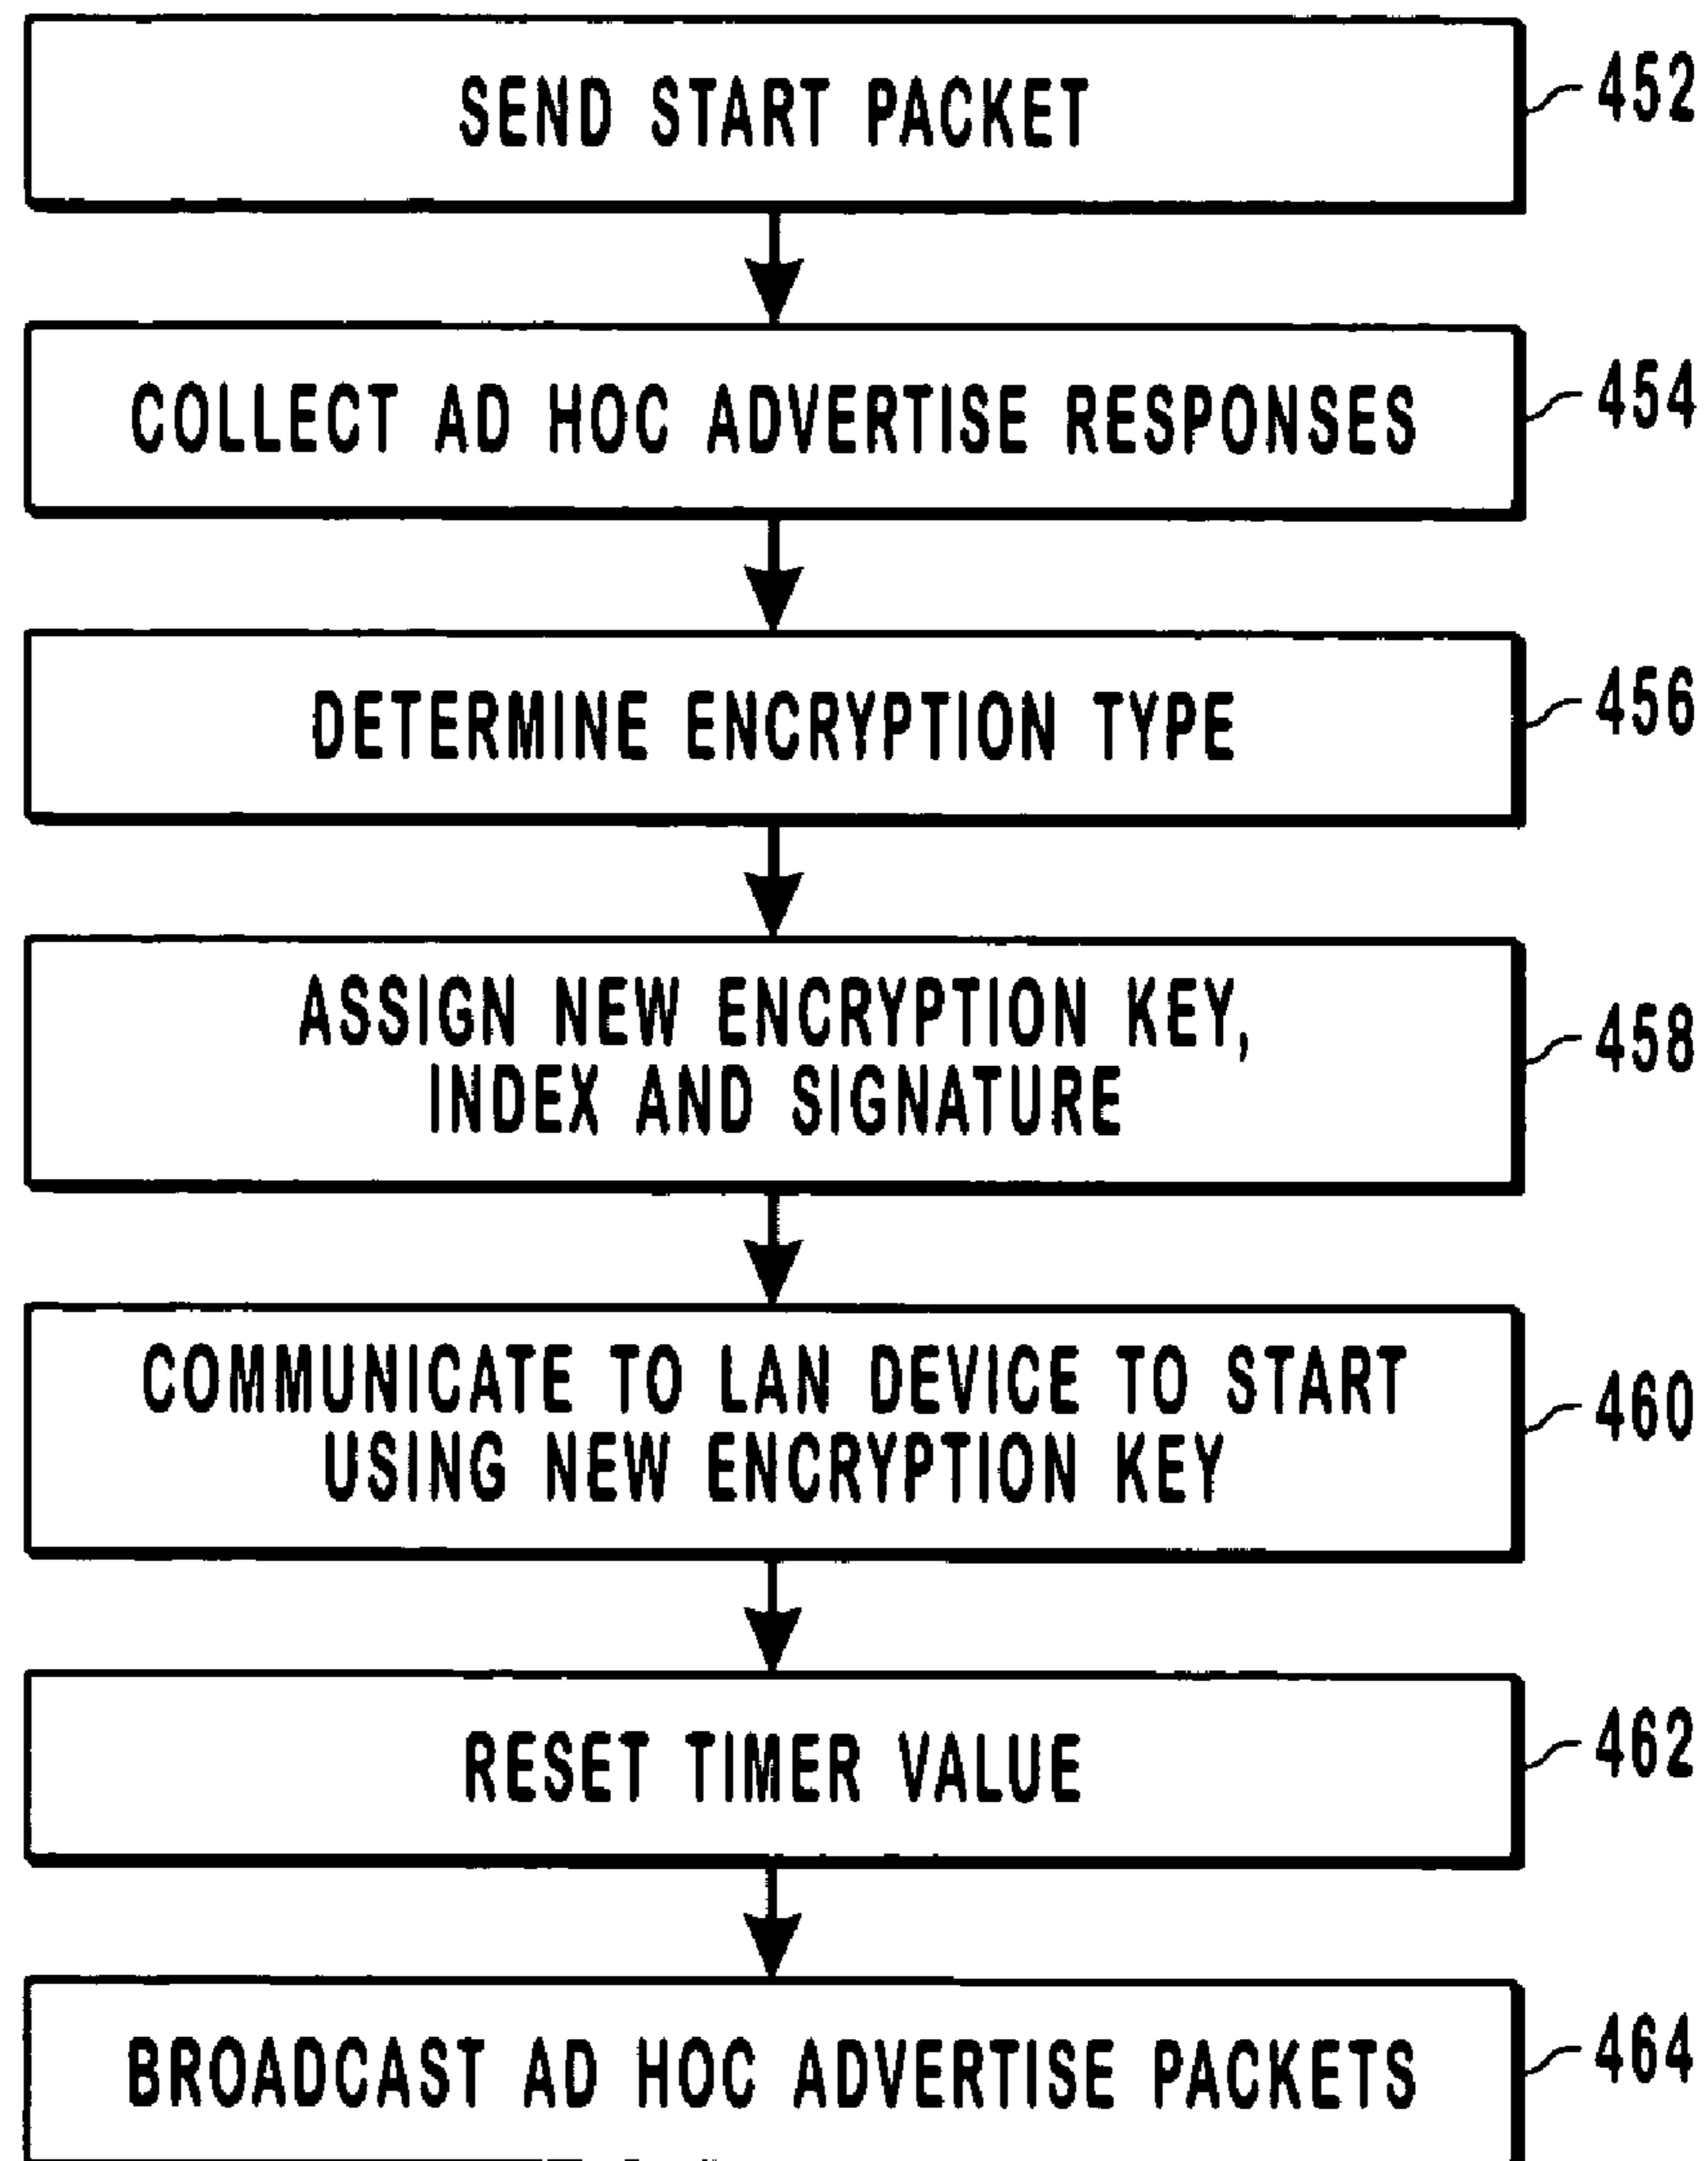 SEND START PACKET
452
COLLECT AD HOC ADVERTISE RESPONSES
454
DETERMINE ENCRYPTION TYPE
456
ASSIGN NEW ENCRYPTION KEY,
INDEX AND SIGNATURE
458
COMMUNICATE TO LAN DEVICE TO START
USING NEW ENCRYPTION KEY
460
RESET TIMER VALUE
462
BROADCAST AD HOC ADVERTISE PACKETS
464